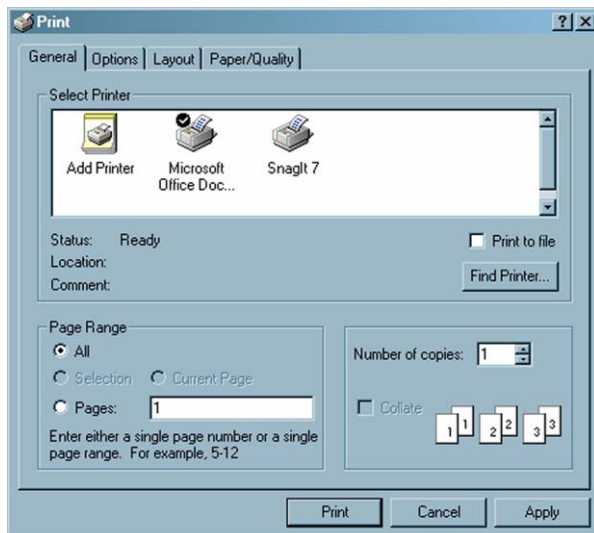 Print
General Options Layout Paper/Quality
Select Printer
Add Printer
Microsoft
Office Doc...
SnagIt 7
Status: Ready
Location:
Comment:
Print to file
Find Printer...
Page Range
All
Selection Current Page
Pages: 1
Enter either a single page number or a single
page range. For example, 5-12
Number of copies: 1
Collate
1 1 2 2 3 3
Print Cancel Apply